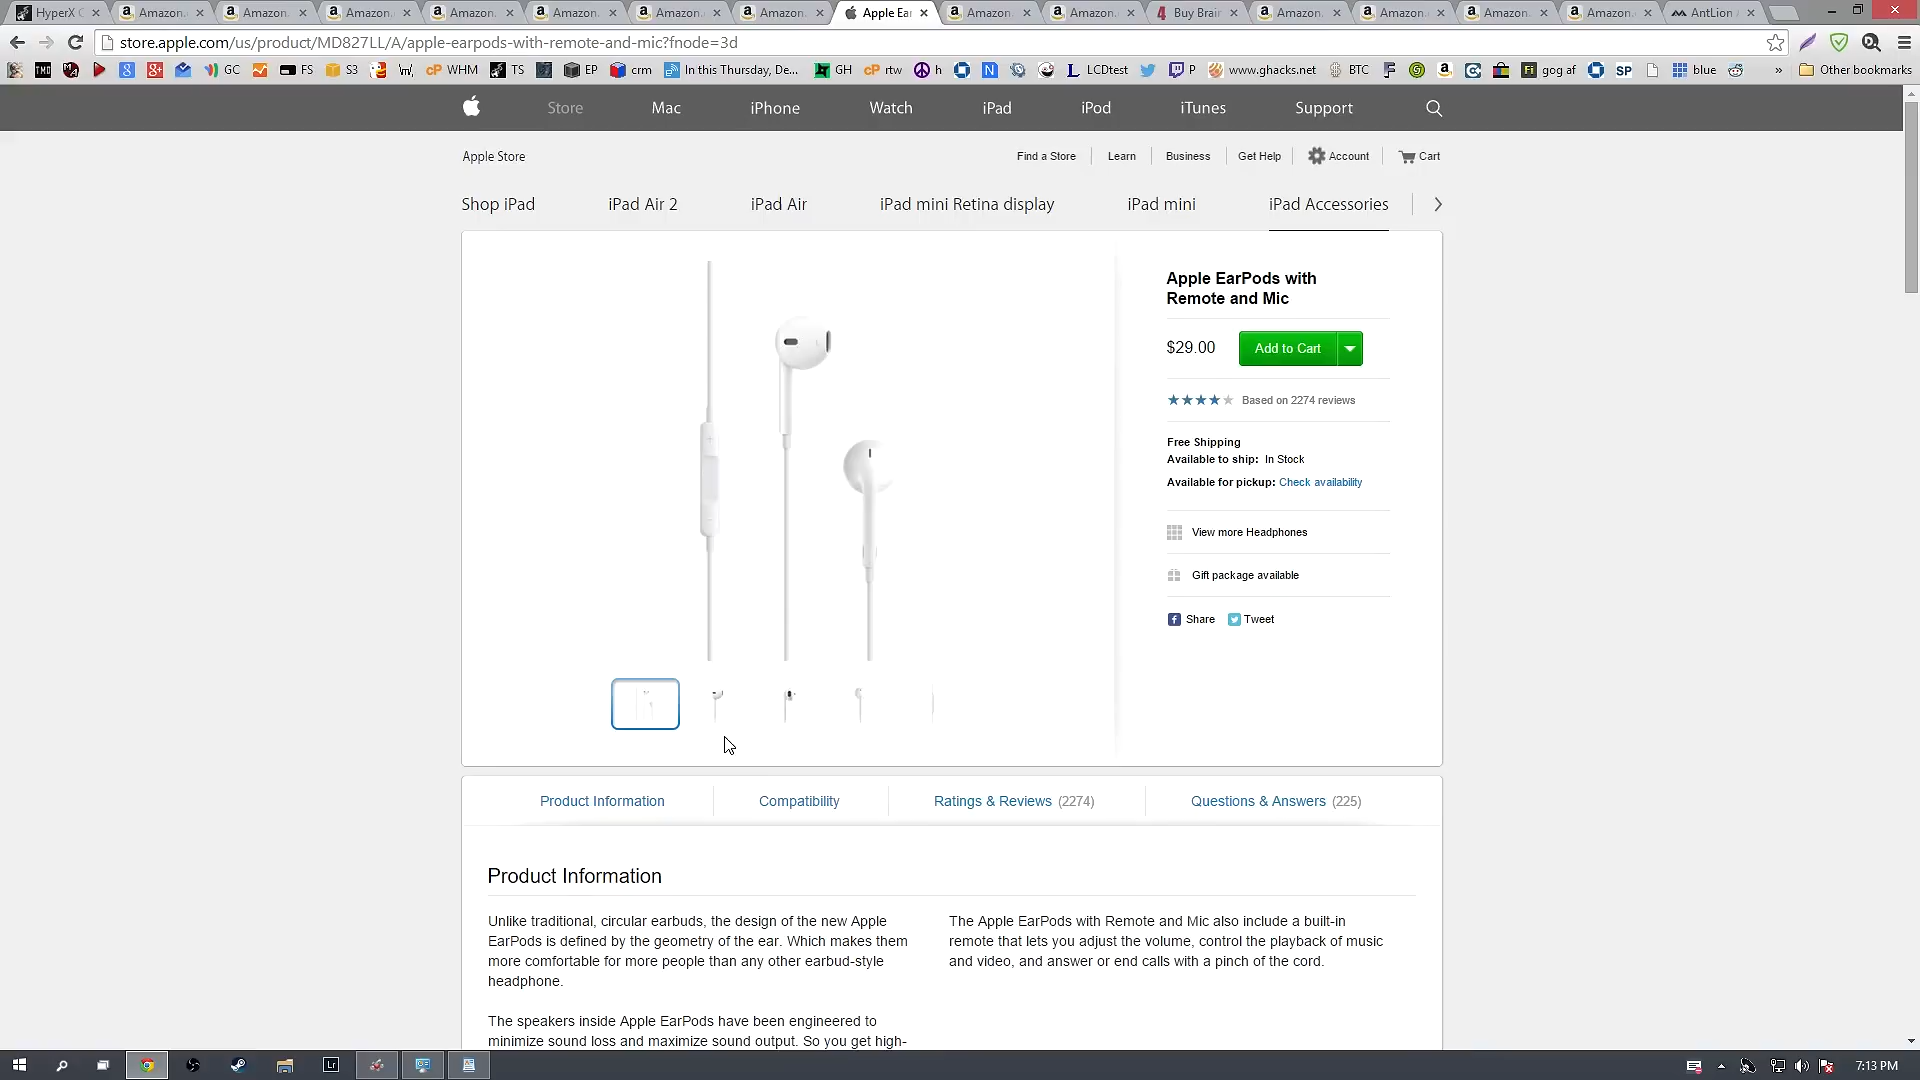 HyperX C
Amazon.
Amazon.
Amazon.
Amazon.
Amazon.
Amazon.
Amazon.
Apple Ear
Amazon.
Amazon.
Buy Brain
Amazon.
Amazon.
Amazon.
Amazon.
AntLion
store.apple.com/us/product/MD827LL/A/apple-earpods-with-remote-and-mic?fnode=3d
GC
FS
S3
WHM
TS
EP
crm
In this Thursday, De...
GH
rtw
h
LCDtest
P
www.ghacks.net
BTC
gog af
blue
»
Other bookmarks
Store
Mac
iPhone
Watch
iPad
iPod
iTunes
Support
Apple Store
Find a Store
Learn
Business
Get Help
Account
Cart
Shop iPad
iPad Air 2
iPad Air
iPad mini Retina display
iPad mini
iPad Accessories
Apple EarPods with
Remote and Mic
$29.00
Add to Cart
Based on 2274 reviews
Free Shipping
Available to ship: In Stock
Available for pickup: Check availability
View more Headphones
Gift package available
Share
Tweet
Product Information
Compatibility
Ratings & Reviews (2274)
Questions & Answers (225)
Product Information
Unlike traditional, circular earbuds, the design of the new Apple
EarPods is defined by the geometry of the ear. Which makes them
more comfortable for more people than any other earbud-style
headphone.
The speakers inside Apple EarPods have been engineered to
minimize sound loss and maximize sound output. So you get high-
The Apple EarPods with Remote and Mic also include a built-in
remote that lets you adjust the volume, control the playback of music
and video, and answer or end calls with a pinch of the cord.
Lr
7:13 PM